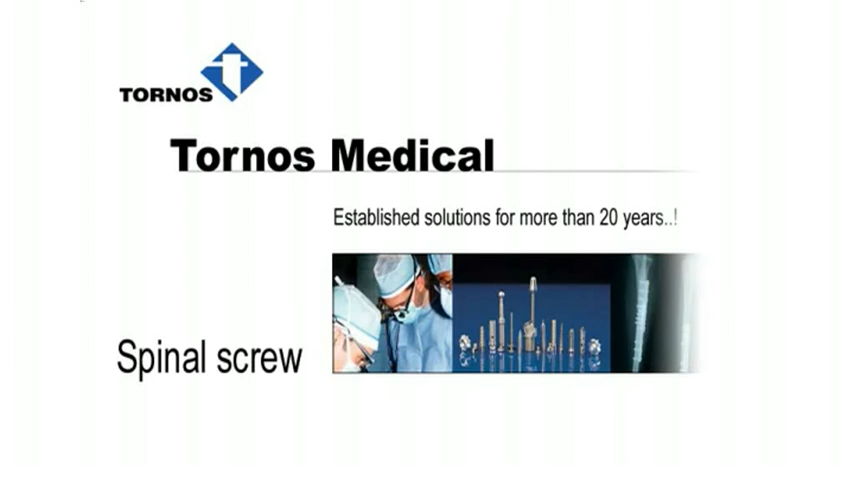 TORNOS
Tornos Medical
Established solutions for more than 20 years..!
Spinal screw